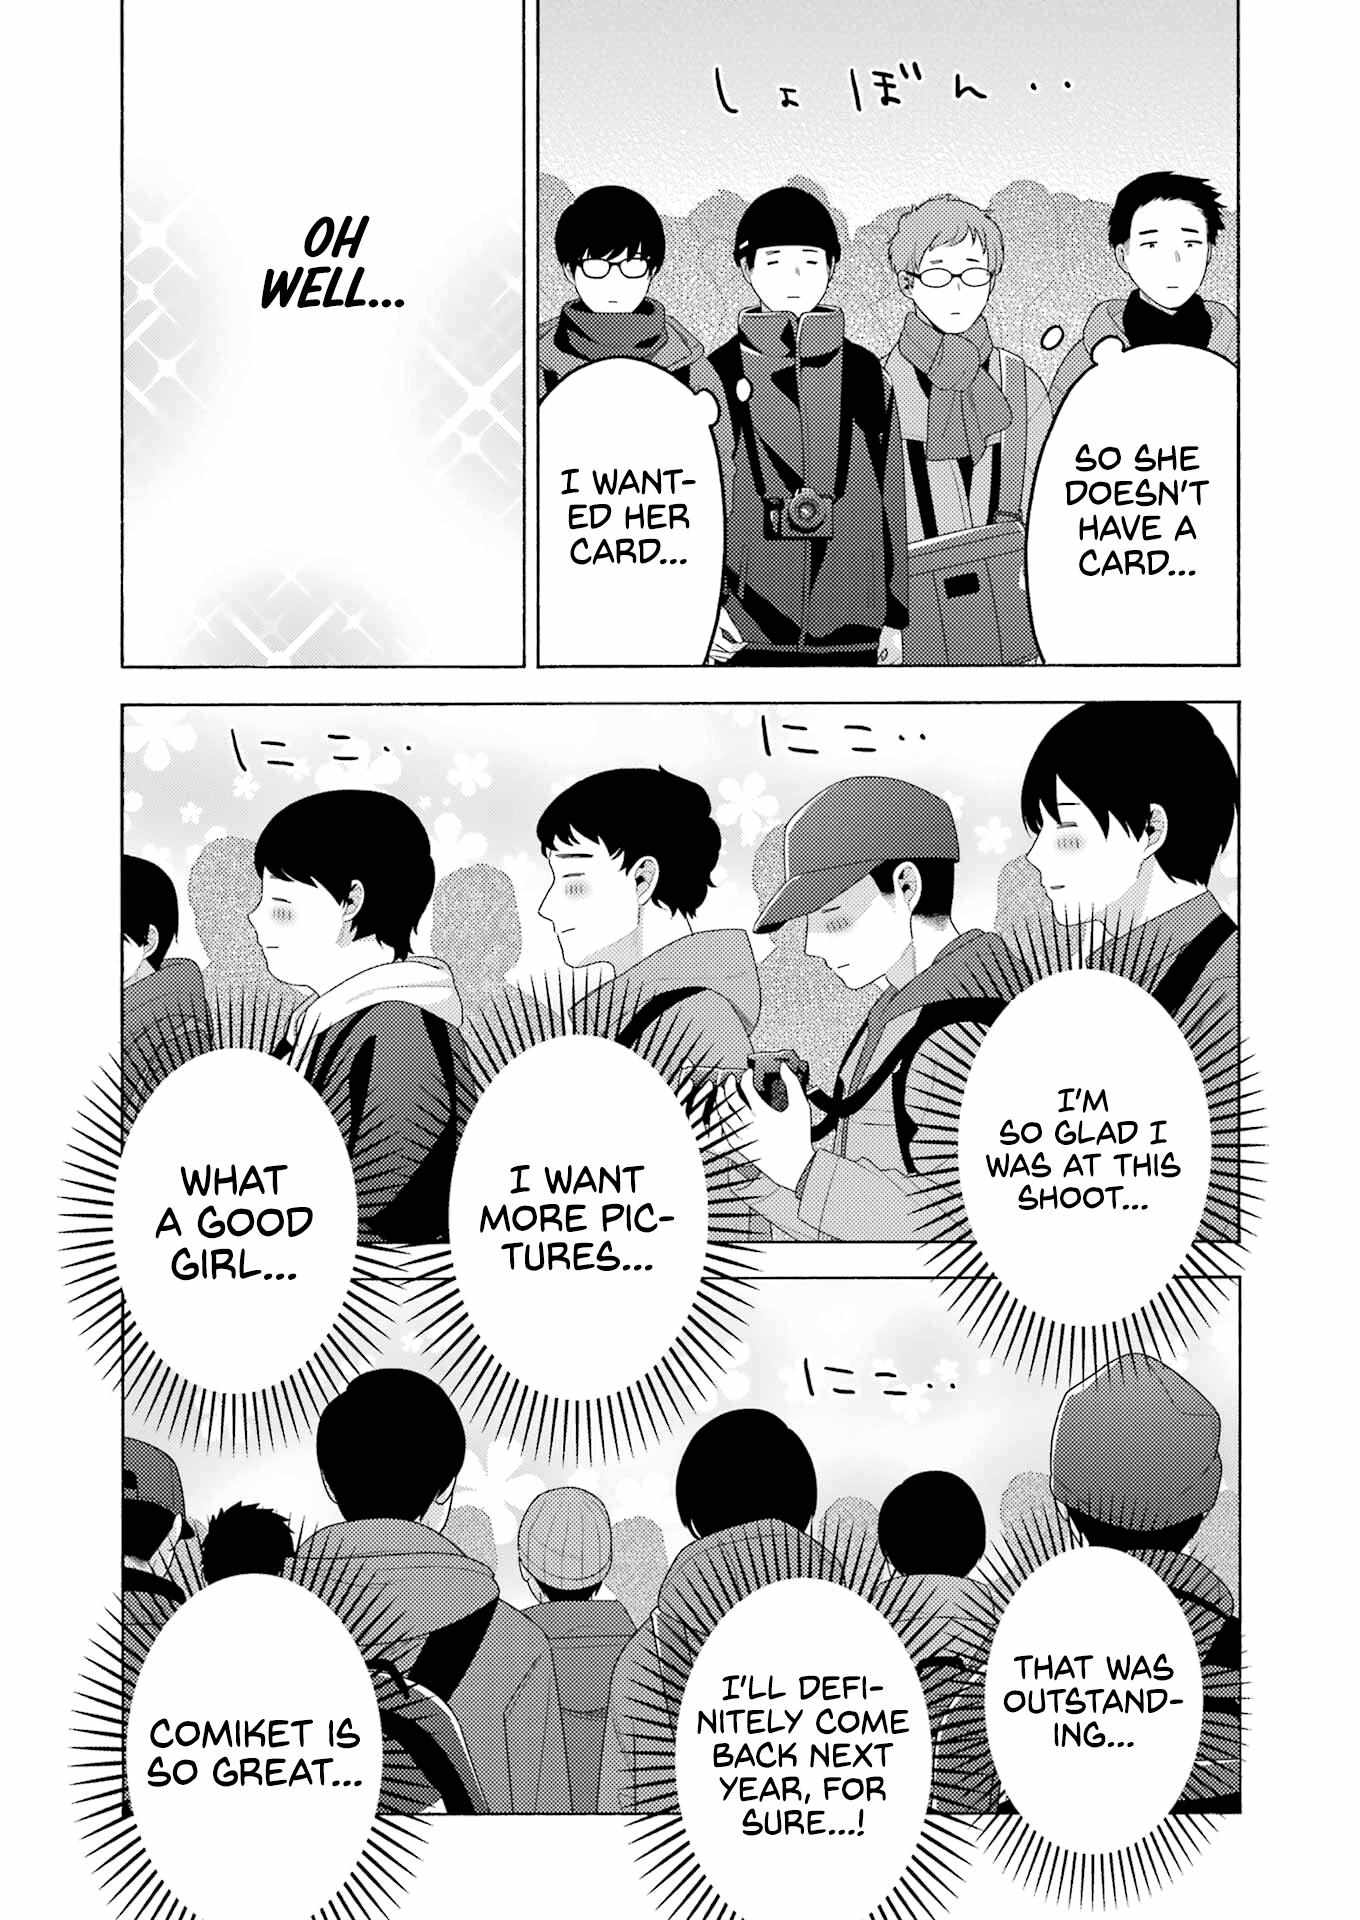 しょぼん‥
SO SHE
DOESN'T
HAVE A
CARD...
I WANT-
ED HER
CARD...
OH
WELL...
にこ‥
にこ‥
I'M
SO GLAD I
WAS AT THIS
SHOOT...
I WANT
MORE PIC-
TURES...
WHAT
A GOOD
GIRL...
にこ‥
THAT WAS
OUTSTAND-
ING...
I'LL DEFI-
NITELY COME
BACK NEXT
YEAR, FOR
SURE...!
COMIKET IS
SO GREAT...